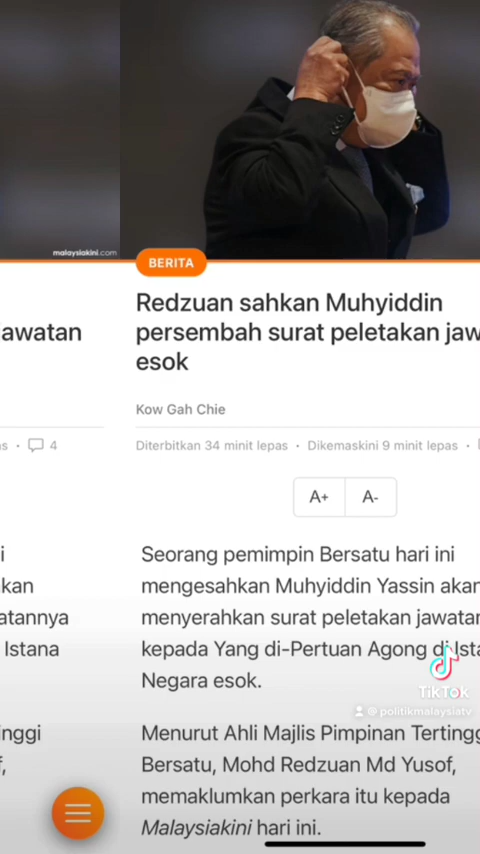 malaysiakini.com
BERITA
Redzuan sahkan Muhyiddin
persembah surat peletakan jaw
esok
awatan
Kow Gah Chie
4
Diterbitkan 34 minit lepas · Dikemaskini 9 minit lepas ·
A+ A-
Seorang pemimpin Bersatu hari ini
mengesahkan Muhyiddin Yassin akan
menyerahkan surat peletakan jawatan
kepada Yang di-Pertuan Agong di Ista
Negara esok.
kan
atannya
Istana
TikTok
@politikmalaysiatv
Menurut Ahli Majlis Pimpinan Tertingg
Bersatu, Mohd Redzuan Md Yusof,
memaklumkan perkara itu kepada
Malaysiakini hari ini.
inggi